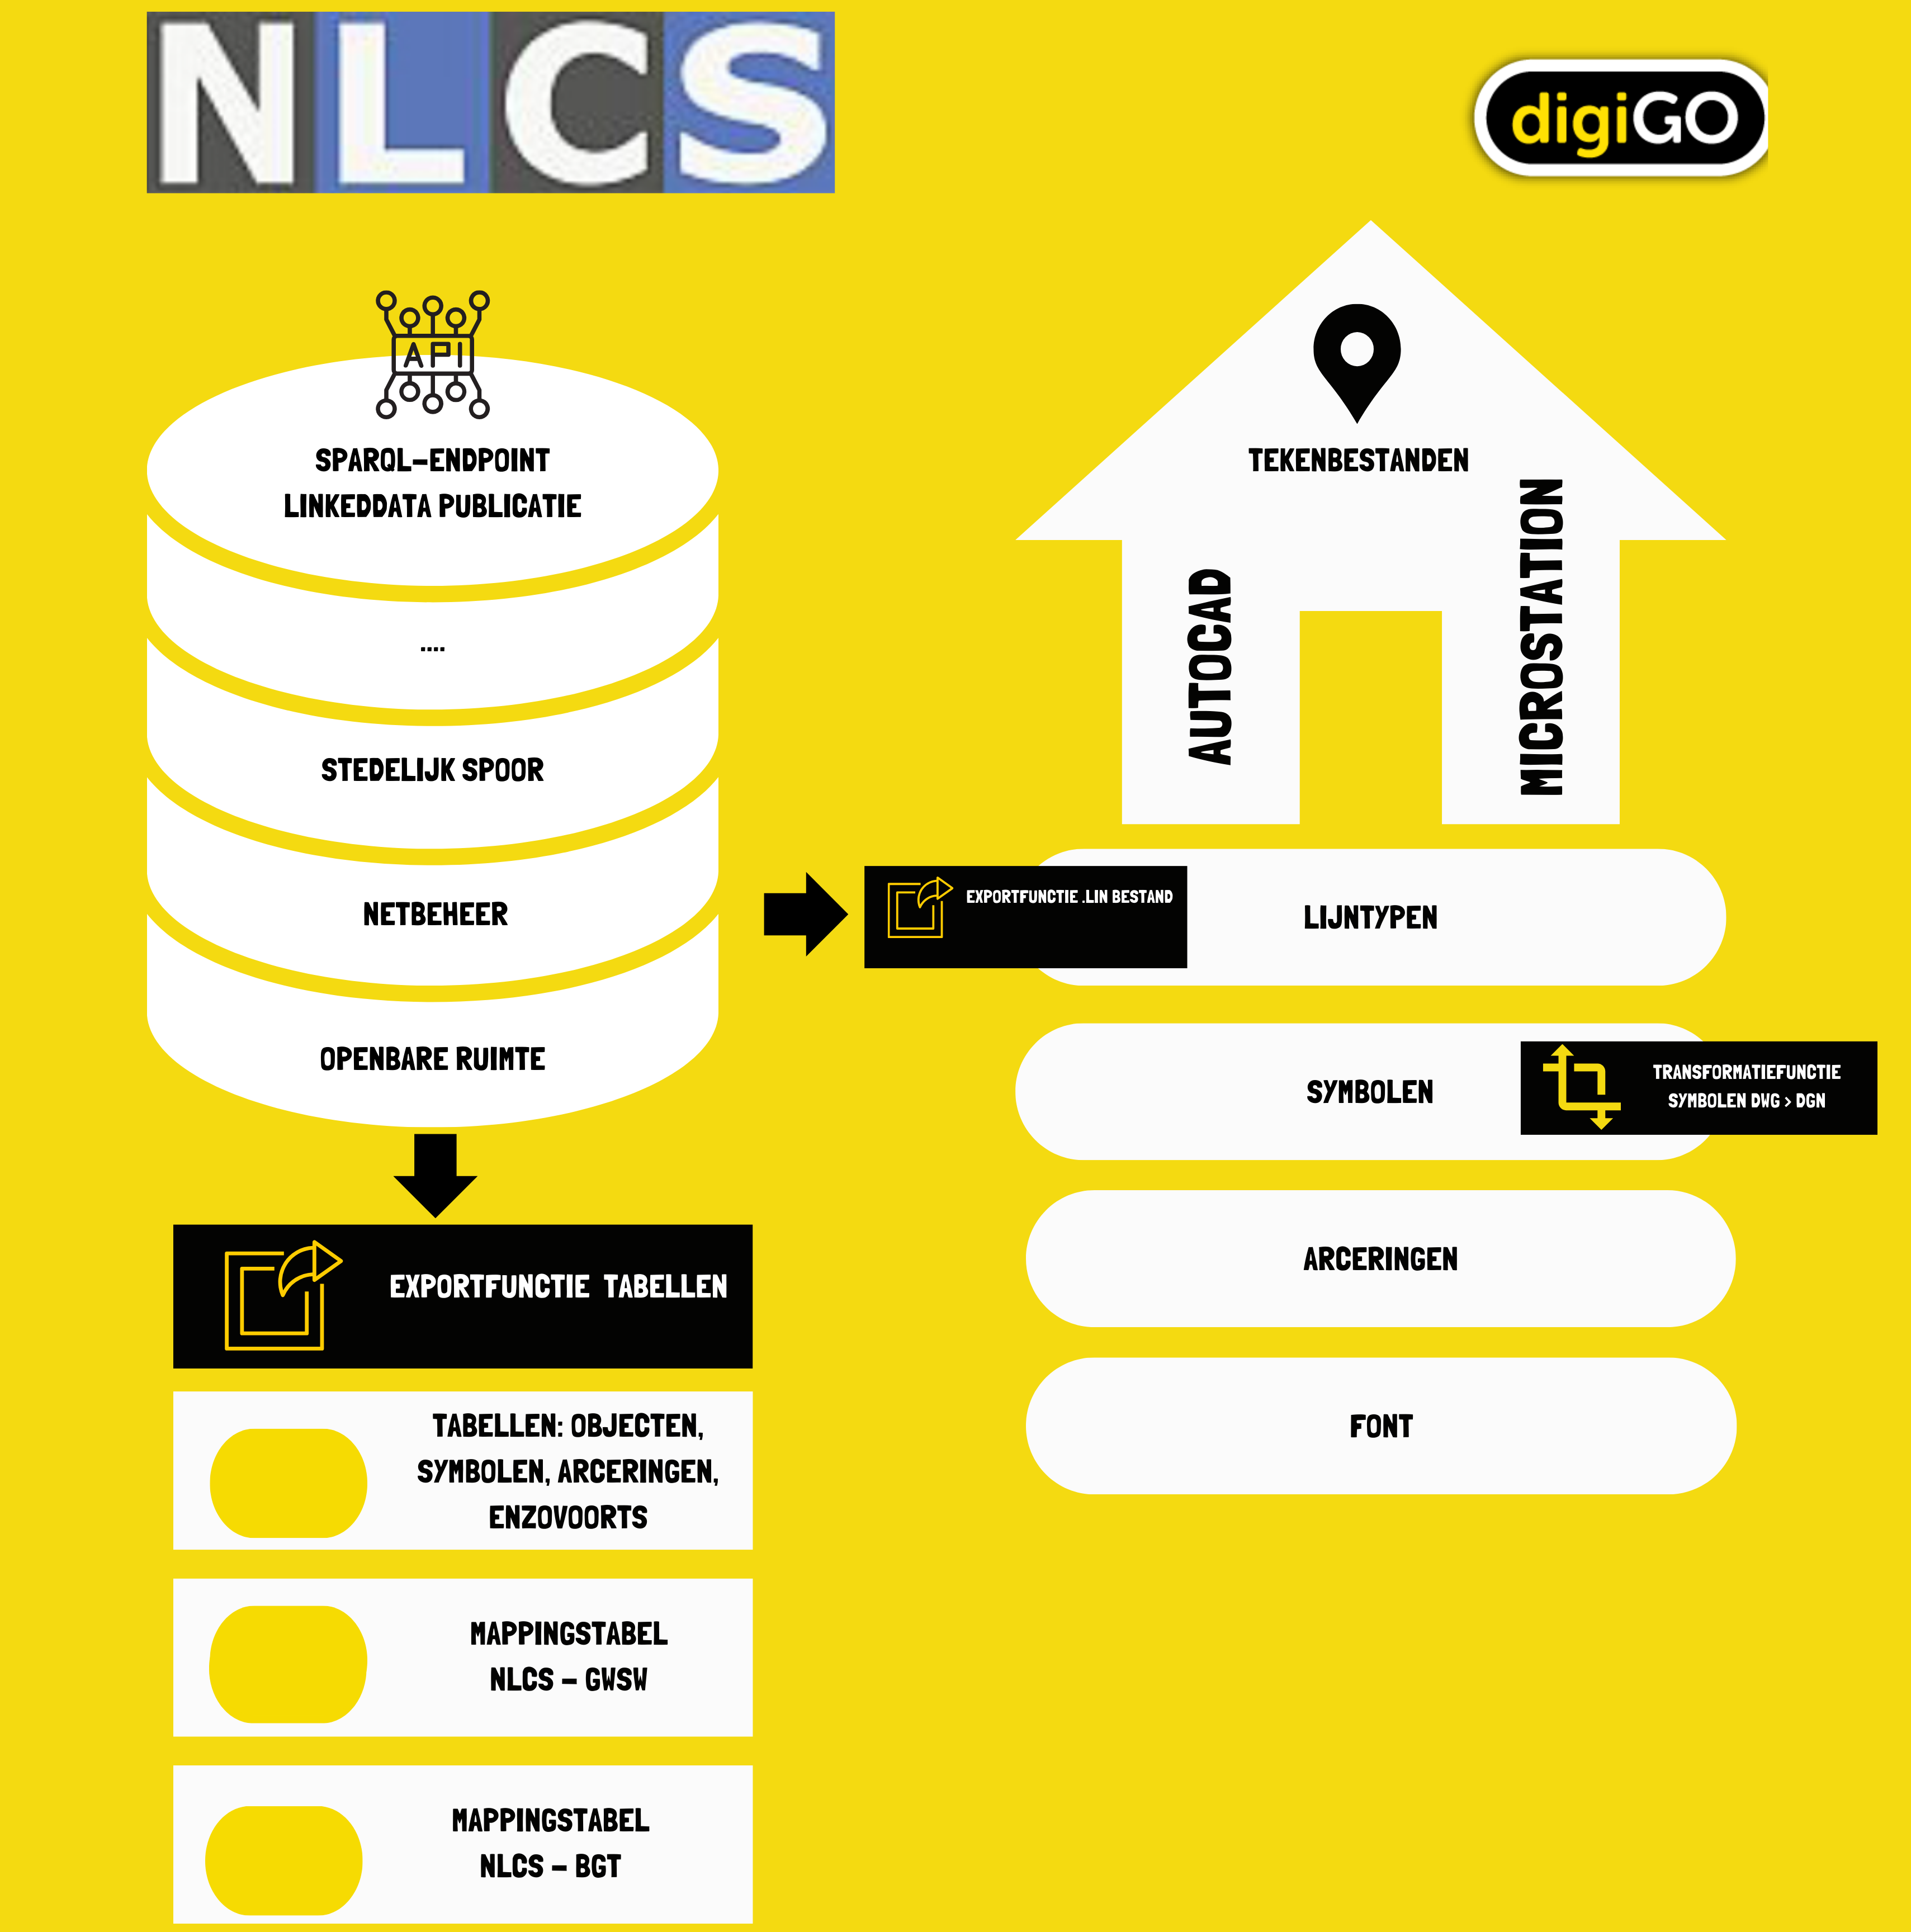 NLCS
digiGO
API
SPARQL-ENDPOINT
LINKEDDATA PUBLICATIE
....
STEDELIJK SPOOR
NETBEHEER
OPENBARE RUIMTE
EXPORTFUNCTIE TABELLEN
TABELLEN: OBJECTEN,
SYMBOLEN, ARCERINGEN,
ENZOVOORTS
MAPPINGSTABEL
NLCS - GWSW
MAPPINGSTABEL
NLCS - BGT
TEKENBESTANDEN
AUTOCAD
MICROSTATION
EXPORTFUNCTIE .LIN BESTAND
LIJNTYPEN
SYMBOLEN
TRANSFORMATIEFUNCTIE
SYMBOLEN DWG > DGN
ARCERINGEN
FONT